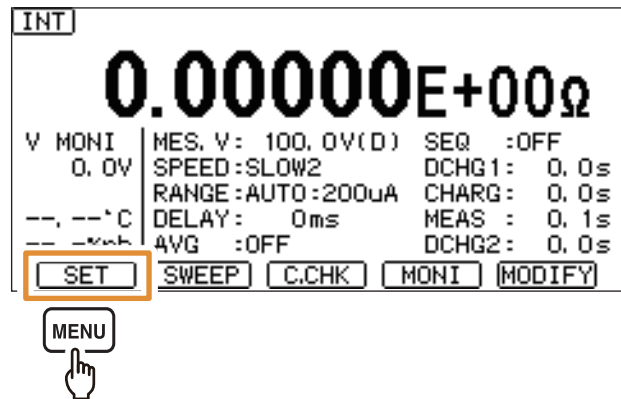 INT
0.00000E+00Ω
V MONI MES. V: 100.0V(D) SEQ :OFF
0.0V SPEED:SLOW2 DCHG1: 0.0s
RANGE:AUTO:200uA CHARG: 0.0s
--.--°C DELAY: 0ms MEAS : 0.1s
AVG :OFF DCHG2: 0.0s
SET SWEEP C.CHK MONI MODIFY
MENU